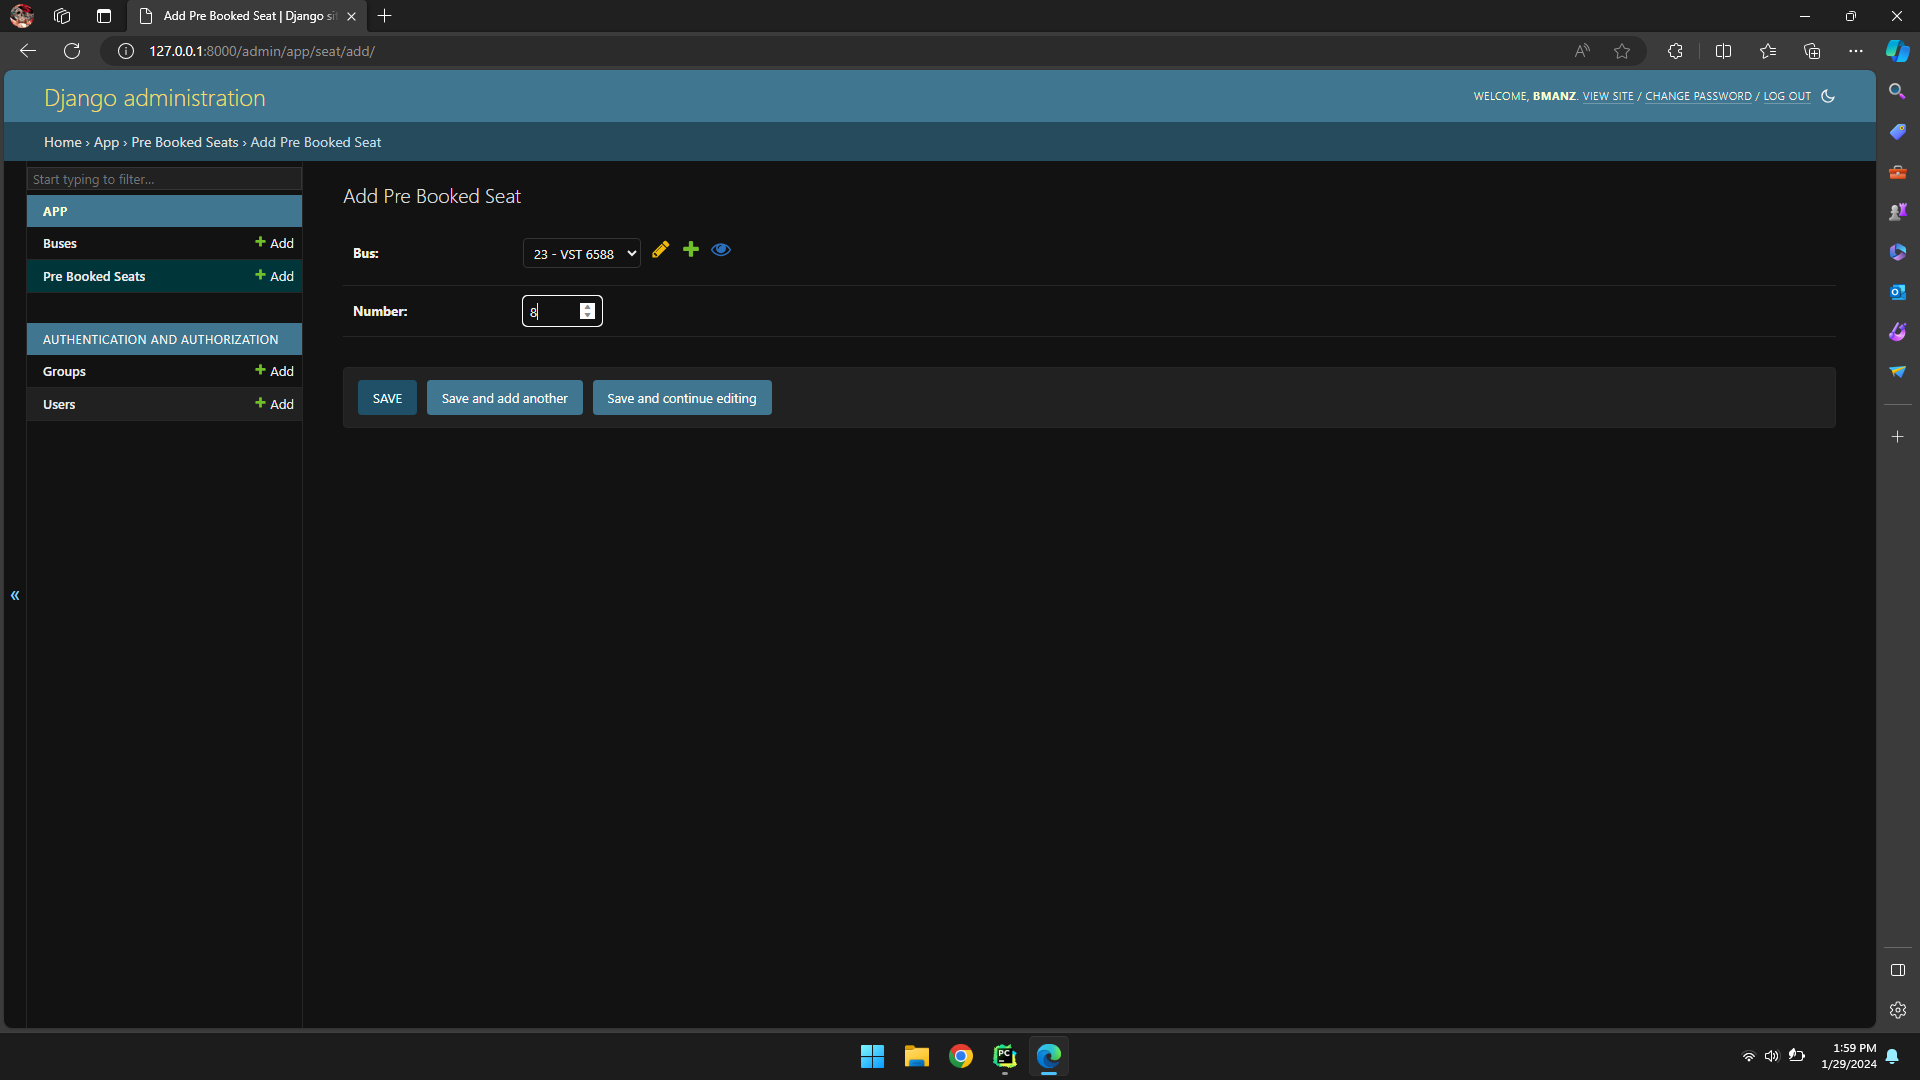 Add Pre Booked Seat | Django si
127.0.0.1:8000/admin/app/seat/add/
Django administration
WELCOME, BMANZ. VIEW SITE / CHANGE PASSWORD / LOG OUT
Home › App › Pre Booked Seats › Add Pre Booked Seat
Start typing to filter...
APP
Buses
Add
Pre Booked Seats
Add
AUTHENTICATION AND AUTHORIZATION
Groups
Add
Users
Add
«
Add Pre Booked Seat
Bus:
23 - VST 6588
Number:
8
SAVE
Save and add another
Save and continue editing
PC
1:59 PM
1/29/2024